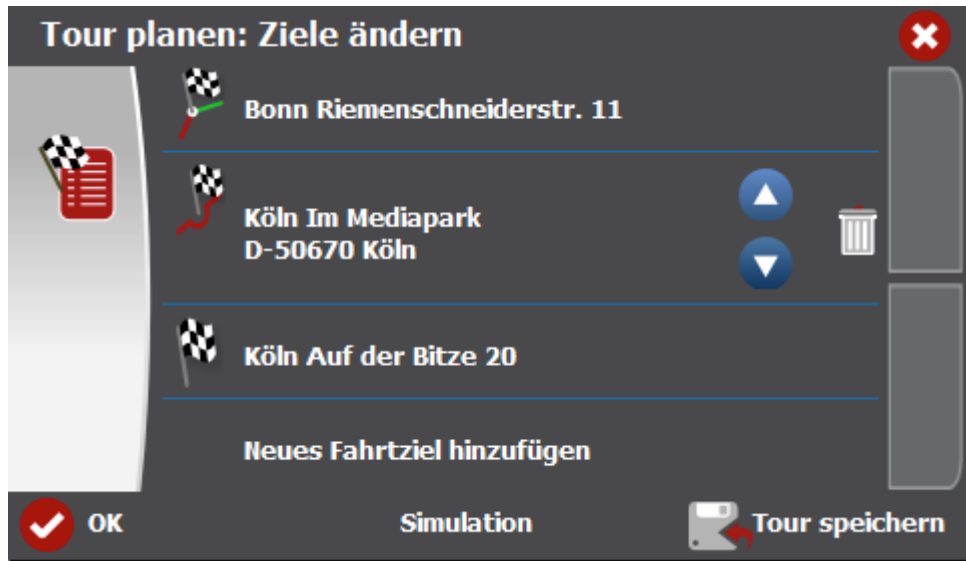 Tour planen: Ziele ändern
Bonn Riemenschneiderstr. 11
Köln Im Mediapark
D-50670 Köln
Köln Auf der Bitze 20
Neues Fahrtziel hinzufügen
OK
Simulation
Tour speichern